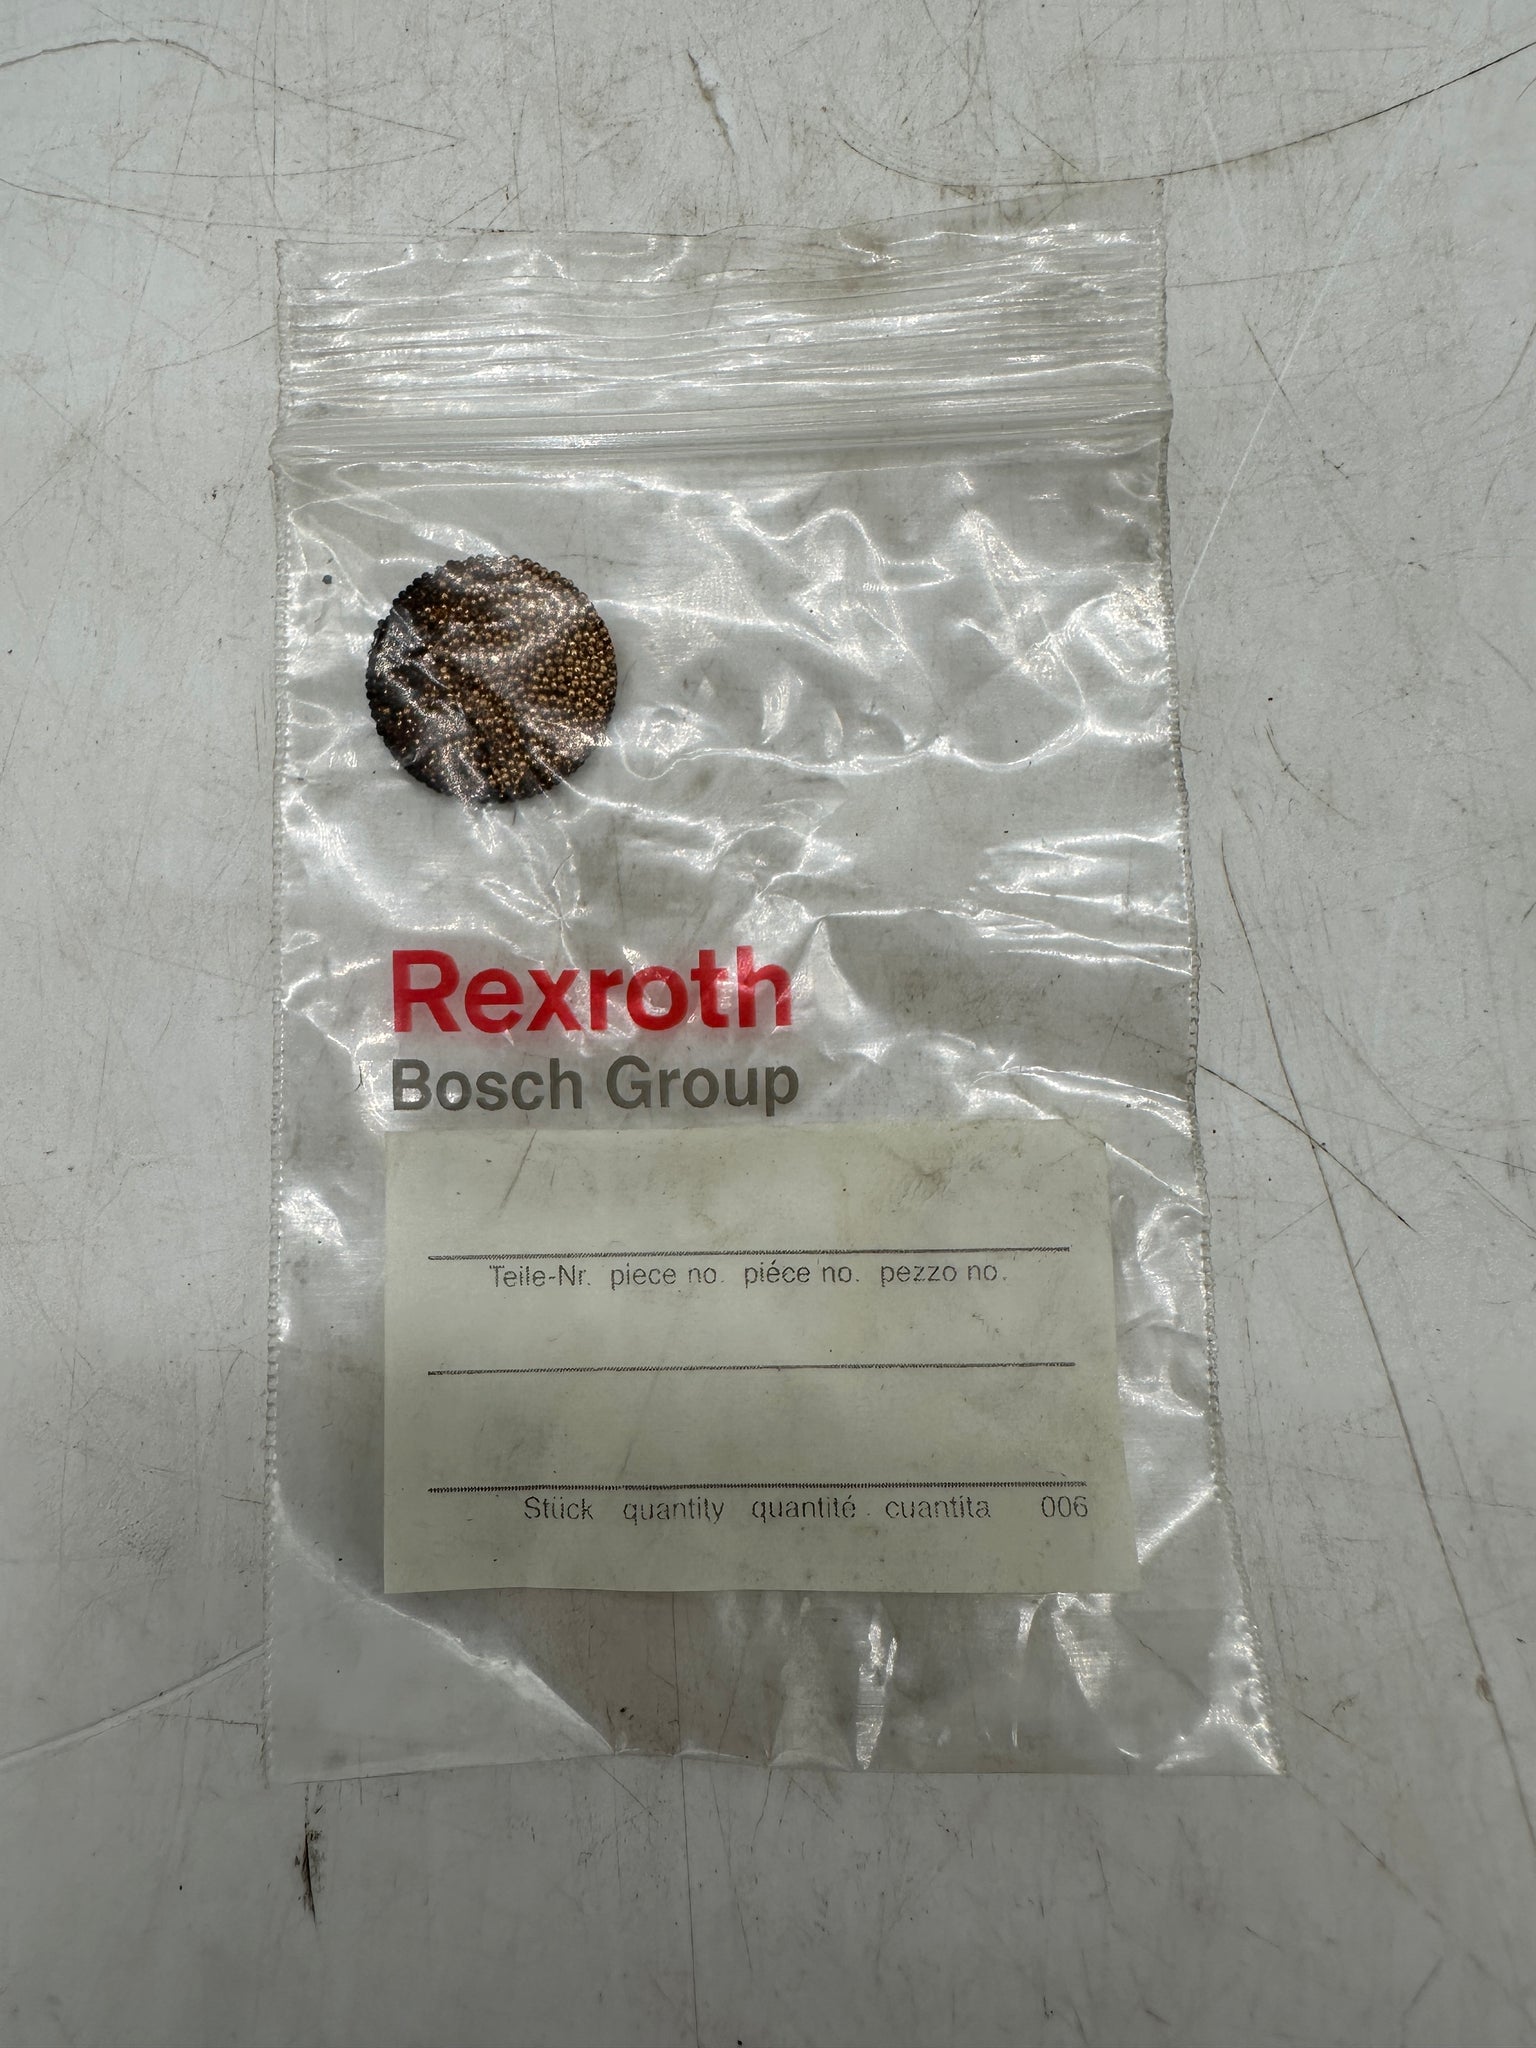 Rexroth
Bosch Group
Teile-Nr. piece no. piéce no. pezzo no.
Stück quantity quantité cuantita 006